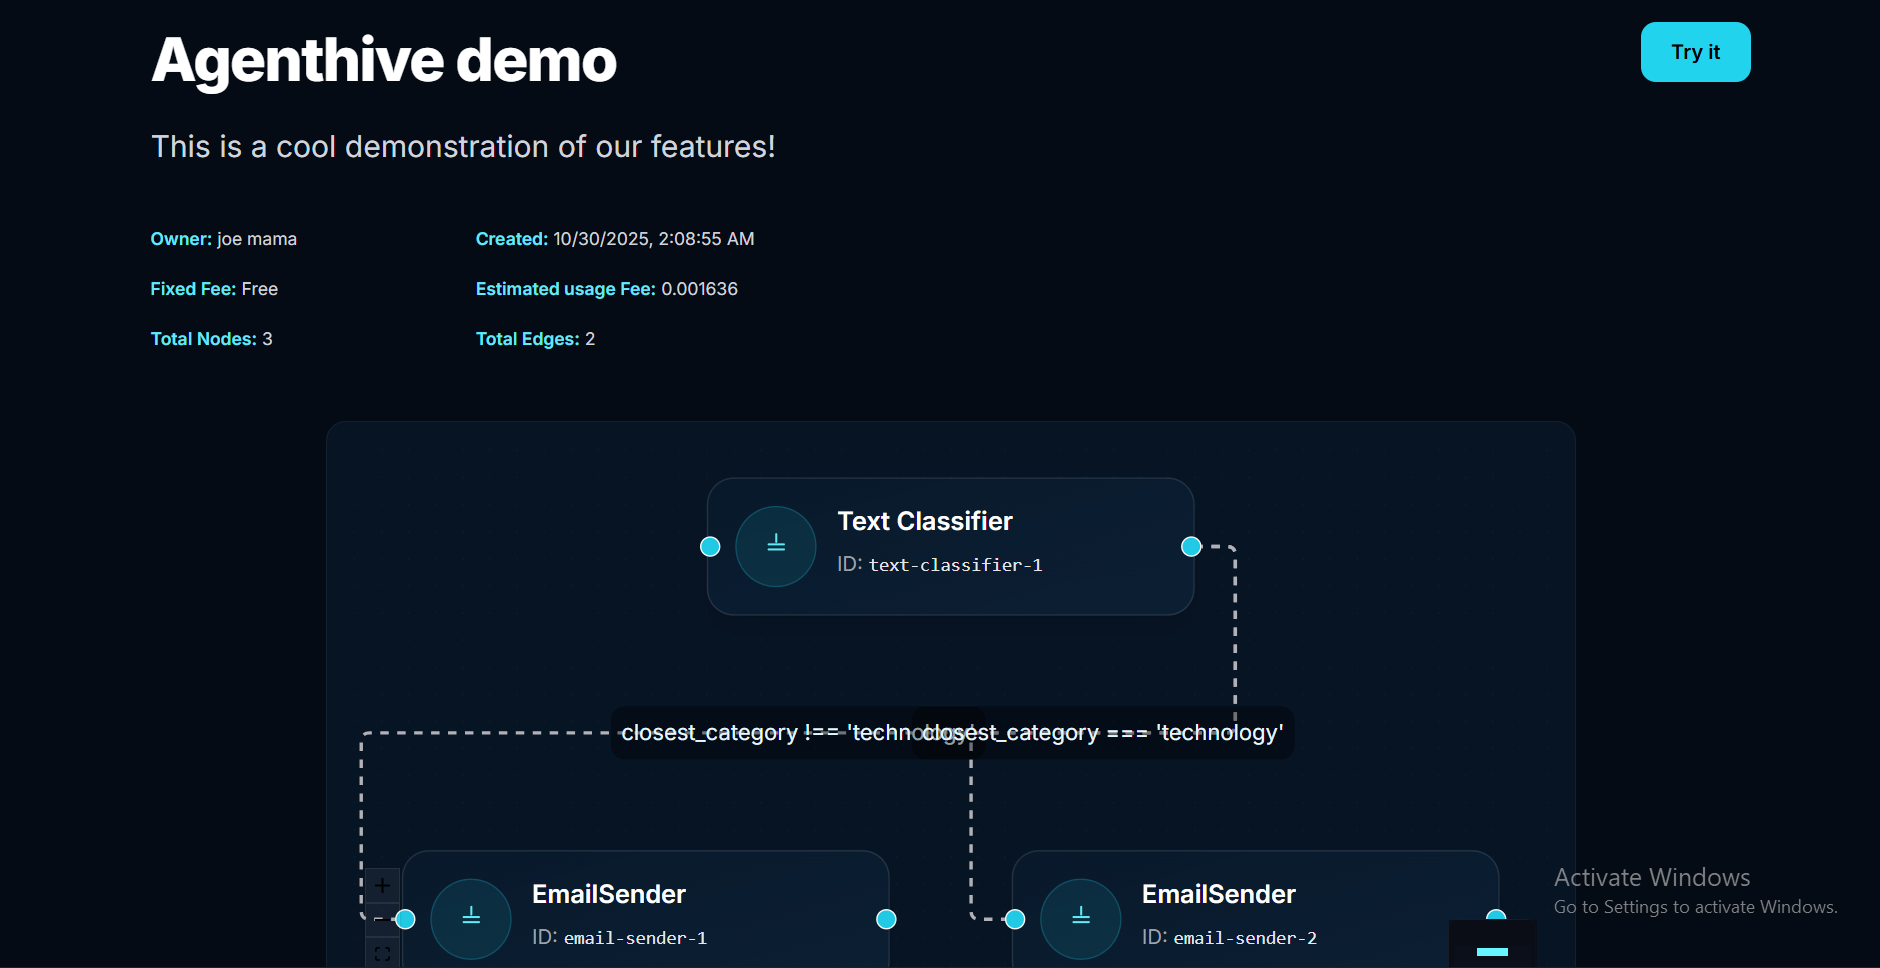 Agenthive demo
Try it
This is a cool demonstration of our features!
Owner: joe mama
Created: 10/30/2025, 2:08:55 AM
Fixed Fee: Free
Estimated usage Fee: 0.001636
Total Nodes: 3
Total Edges: 2
Text Classifier
ID: text-classifier-1
closest_category !== 'technology'
closest_category === 'technology'
EmailSender
ID: email-sender-1
EmailSender
ID: email-sender-2
Activate Windows
Go to Settings to activate Windows.